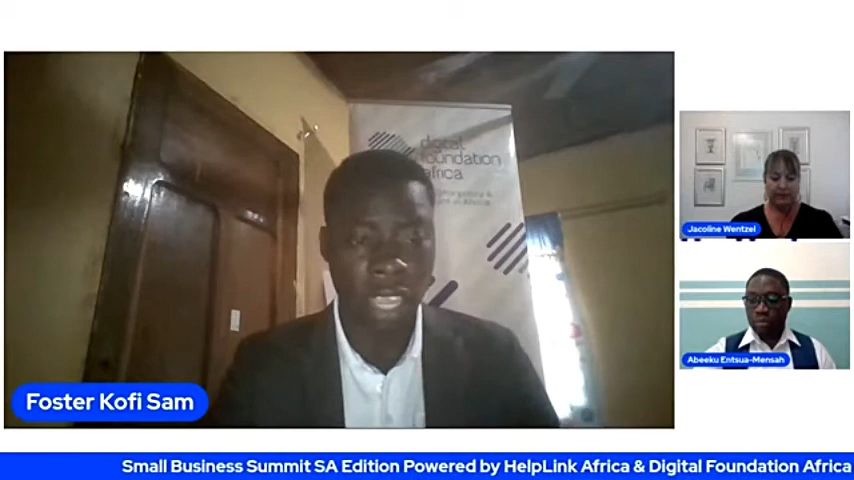 digital
foundation
africa
Foster Kofi Sam
Jacoline Wentzel
Abeeku Entsua-Mensah
Small Business Summit SA Edition Powered by HelpLink Africa & Digital Foundation Africa